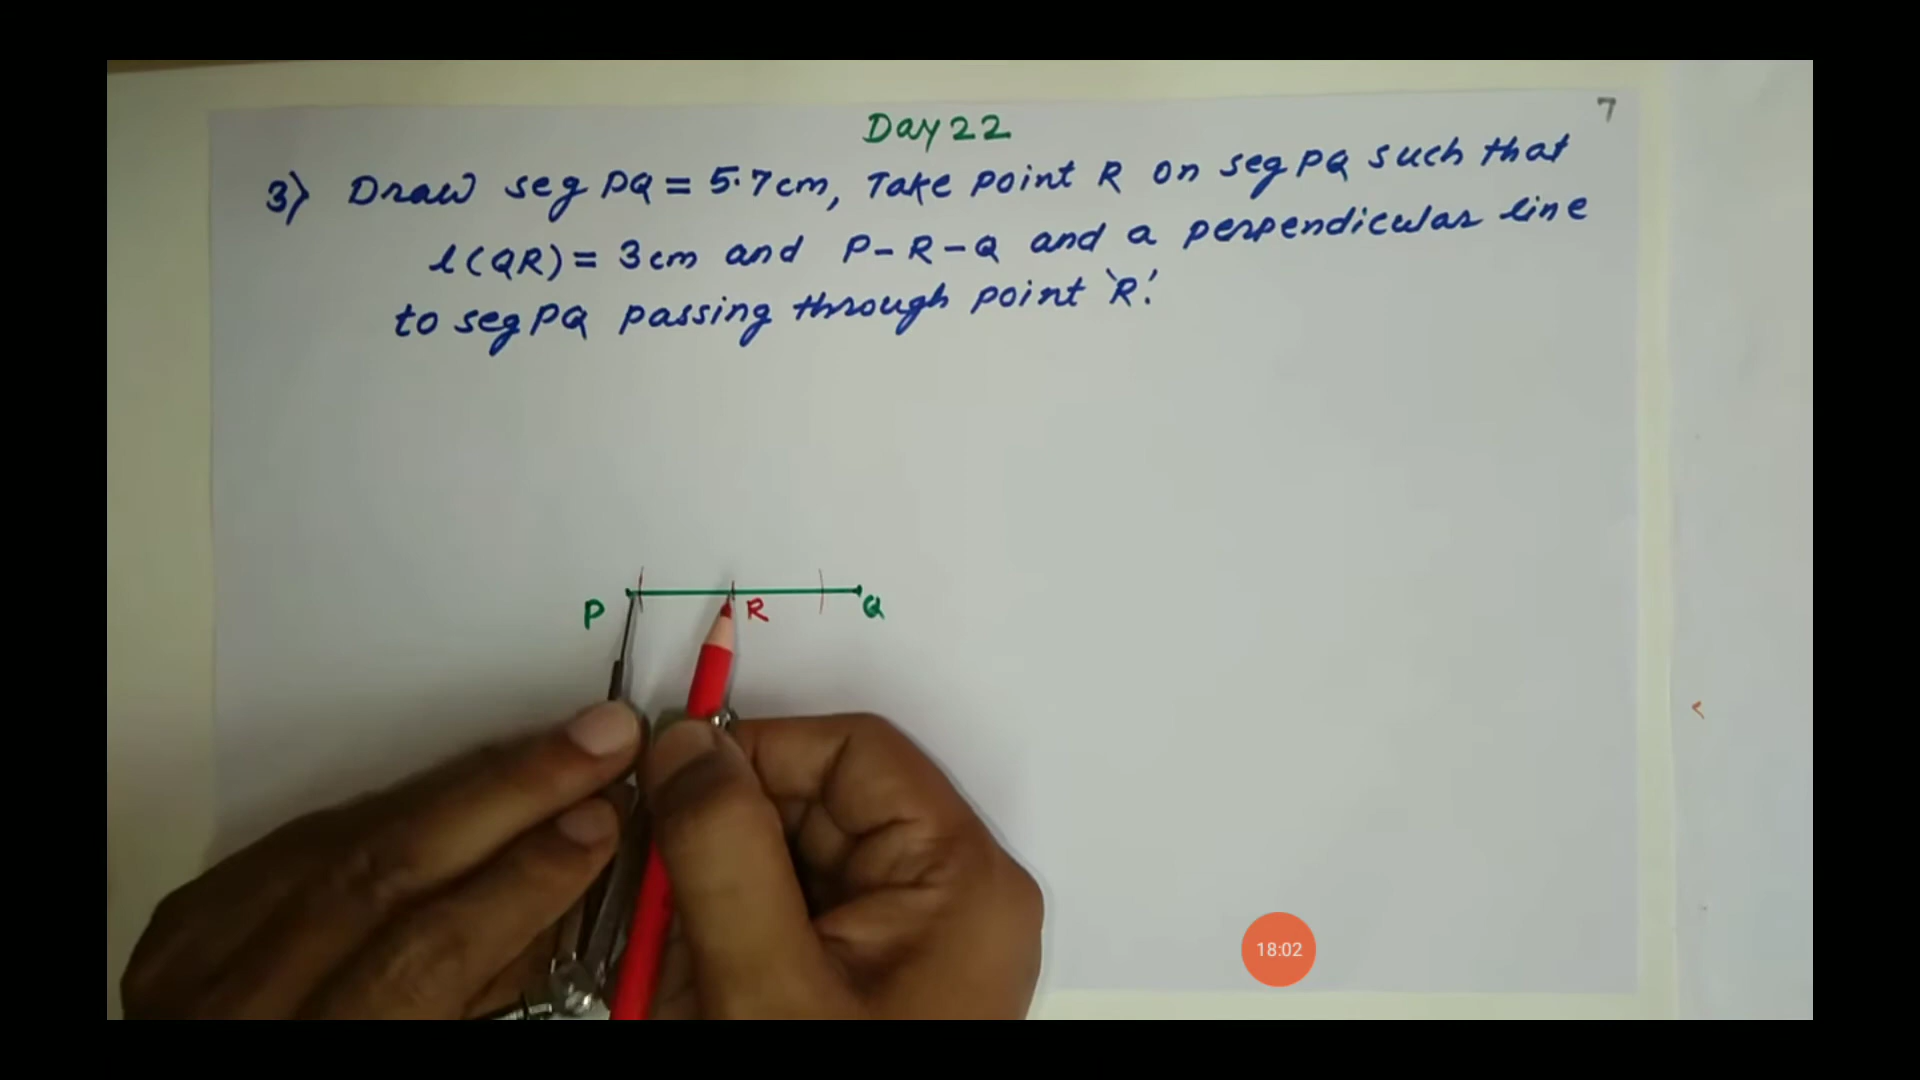 Day 22
7
3) Draw seg PQ = 5.7cm, Take point R on seg PQ such that
l(QR) = 3cm and P-R-Q and a perpendicular line
to seg PQ passing through point `R'.
P R Q
18:02